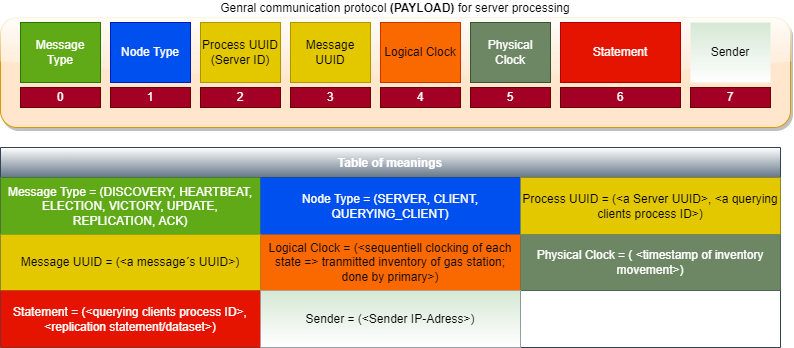 Genral communication protocol (PAYLOAD) for server processing
Message
Type
Node Type
Process UUID
(Server ID)
Message
UUID
Logical Clock
Physical
Clock
Statement
Sender
0
1
2
3
4
5
6
7
Table of meanings
Message Type = (DISCOVERY, HEARTBEAT,
ELECTION, VICTORY, UPDATE,
REPLICATION, ACK)
Node Type = (SERVER, CLIENT,
QUERYING_CLIENT)
Process UUID = (<a Server UUID>, <a querying
clients process ID>)
Message UUID = (<a message´s UUID>)
Logical Clock = (<sequentiell clocking of each
state => tranmitted inventory of gas station;
done by primary>)
Physical Clock = ( <timestamp of inventory
movement>)
Statement = (<querying clients process ID>,
<replication statement/dataset>)
Sender = (<Sender IP-Adress>)